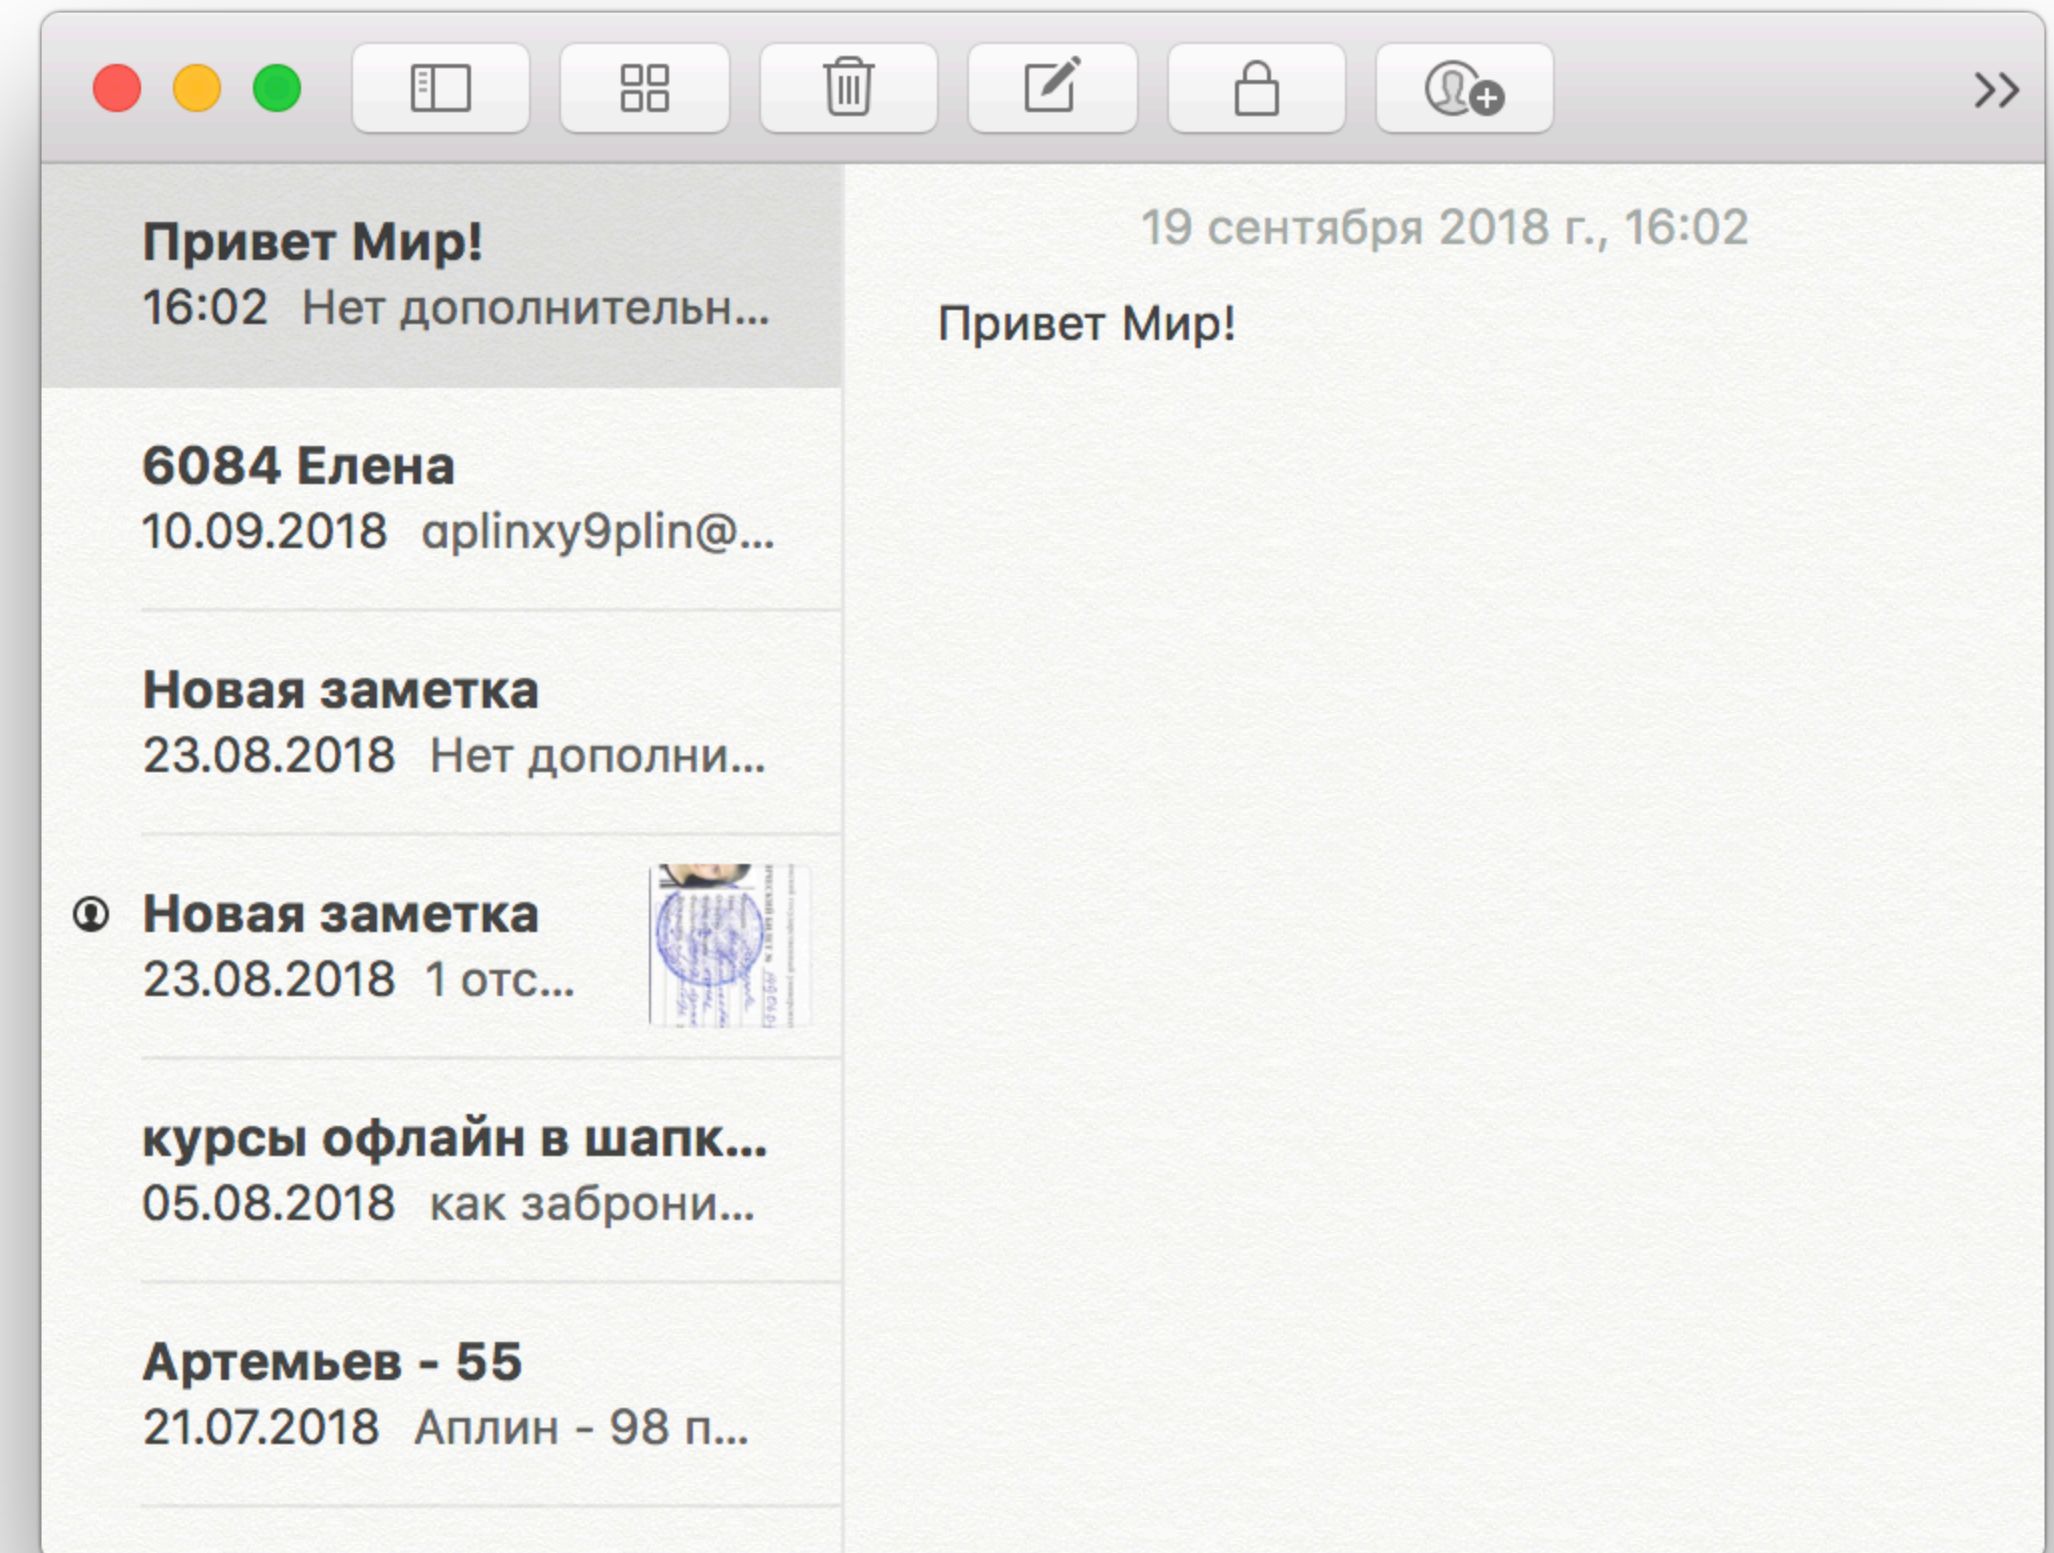 Привет Мир!
16:02 Нет дополнительн...
6084 Елена
10.09.2018 aplinxy9plin@...
Новая заметка
23.08.2018 Нет дополни...
Новая заметка
23.08.2018 1 отс...
курсы офлайн в шапк...
05.08.2018 как заброни...
Артемьев - 55
21.07.2018 Аплин - 98 п...
19 сентября 2018 г., 16:02
Привет Мир!